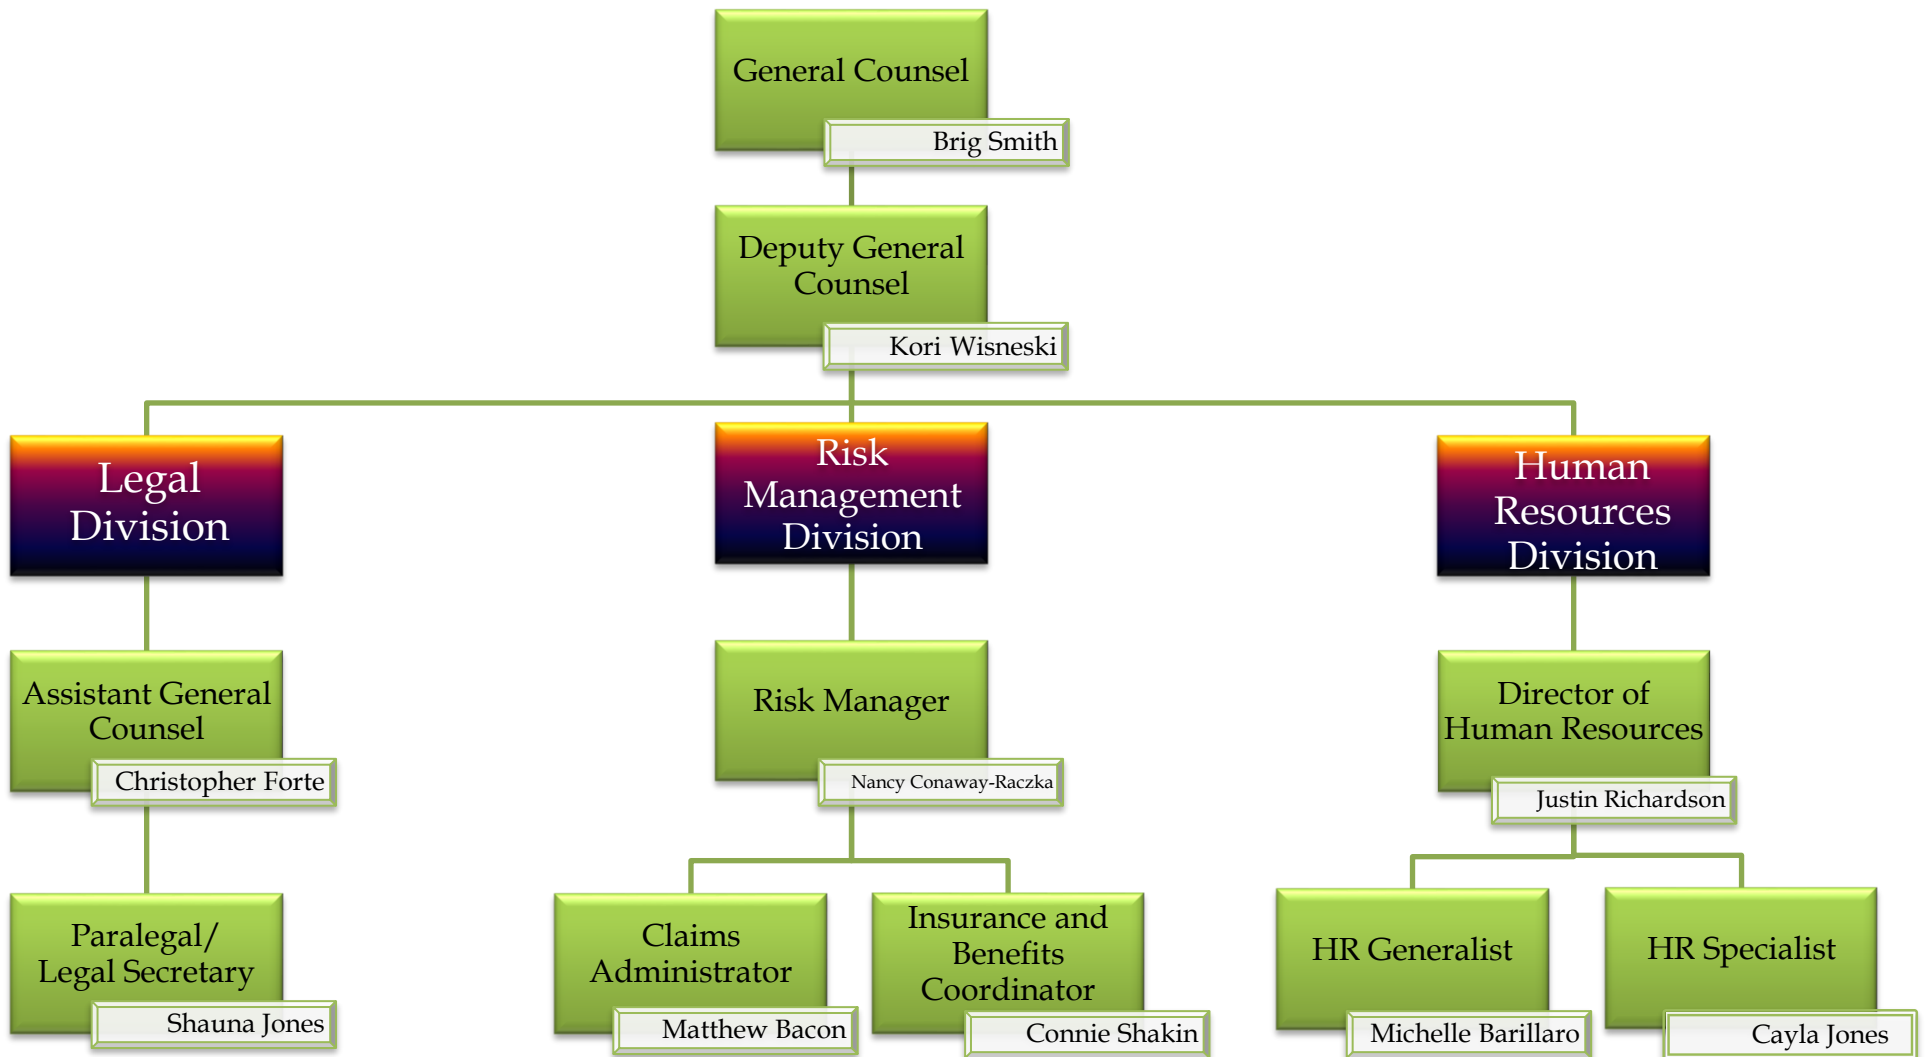 General Counsel
Brig Smith
Deputy General
Counsel
Kori Wisneski
Legal
Division
Risk
Management
Division
Human
Resources
Division
Assistant General
Counsel
Christopher Forte
Risk Manager
Nancy Conaway-Raczka
Director of
Human Resources
Justin Richardson
Paralegal/
Legal Secretary
Shauna Jones
Claims
Administrator
Matthew Bacon
Insurance and
Benefits
Coordinator
Connie Shakin
HR Generalist
Michelle Barillaro
HR Specialist
Cayla Jones